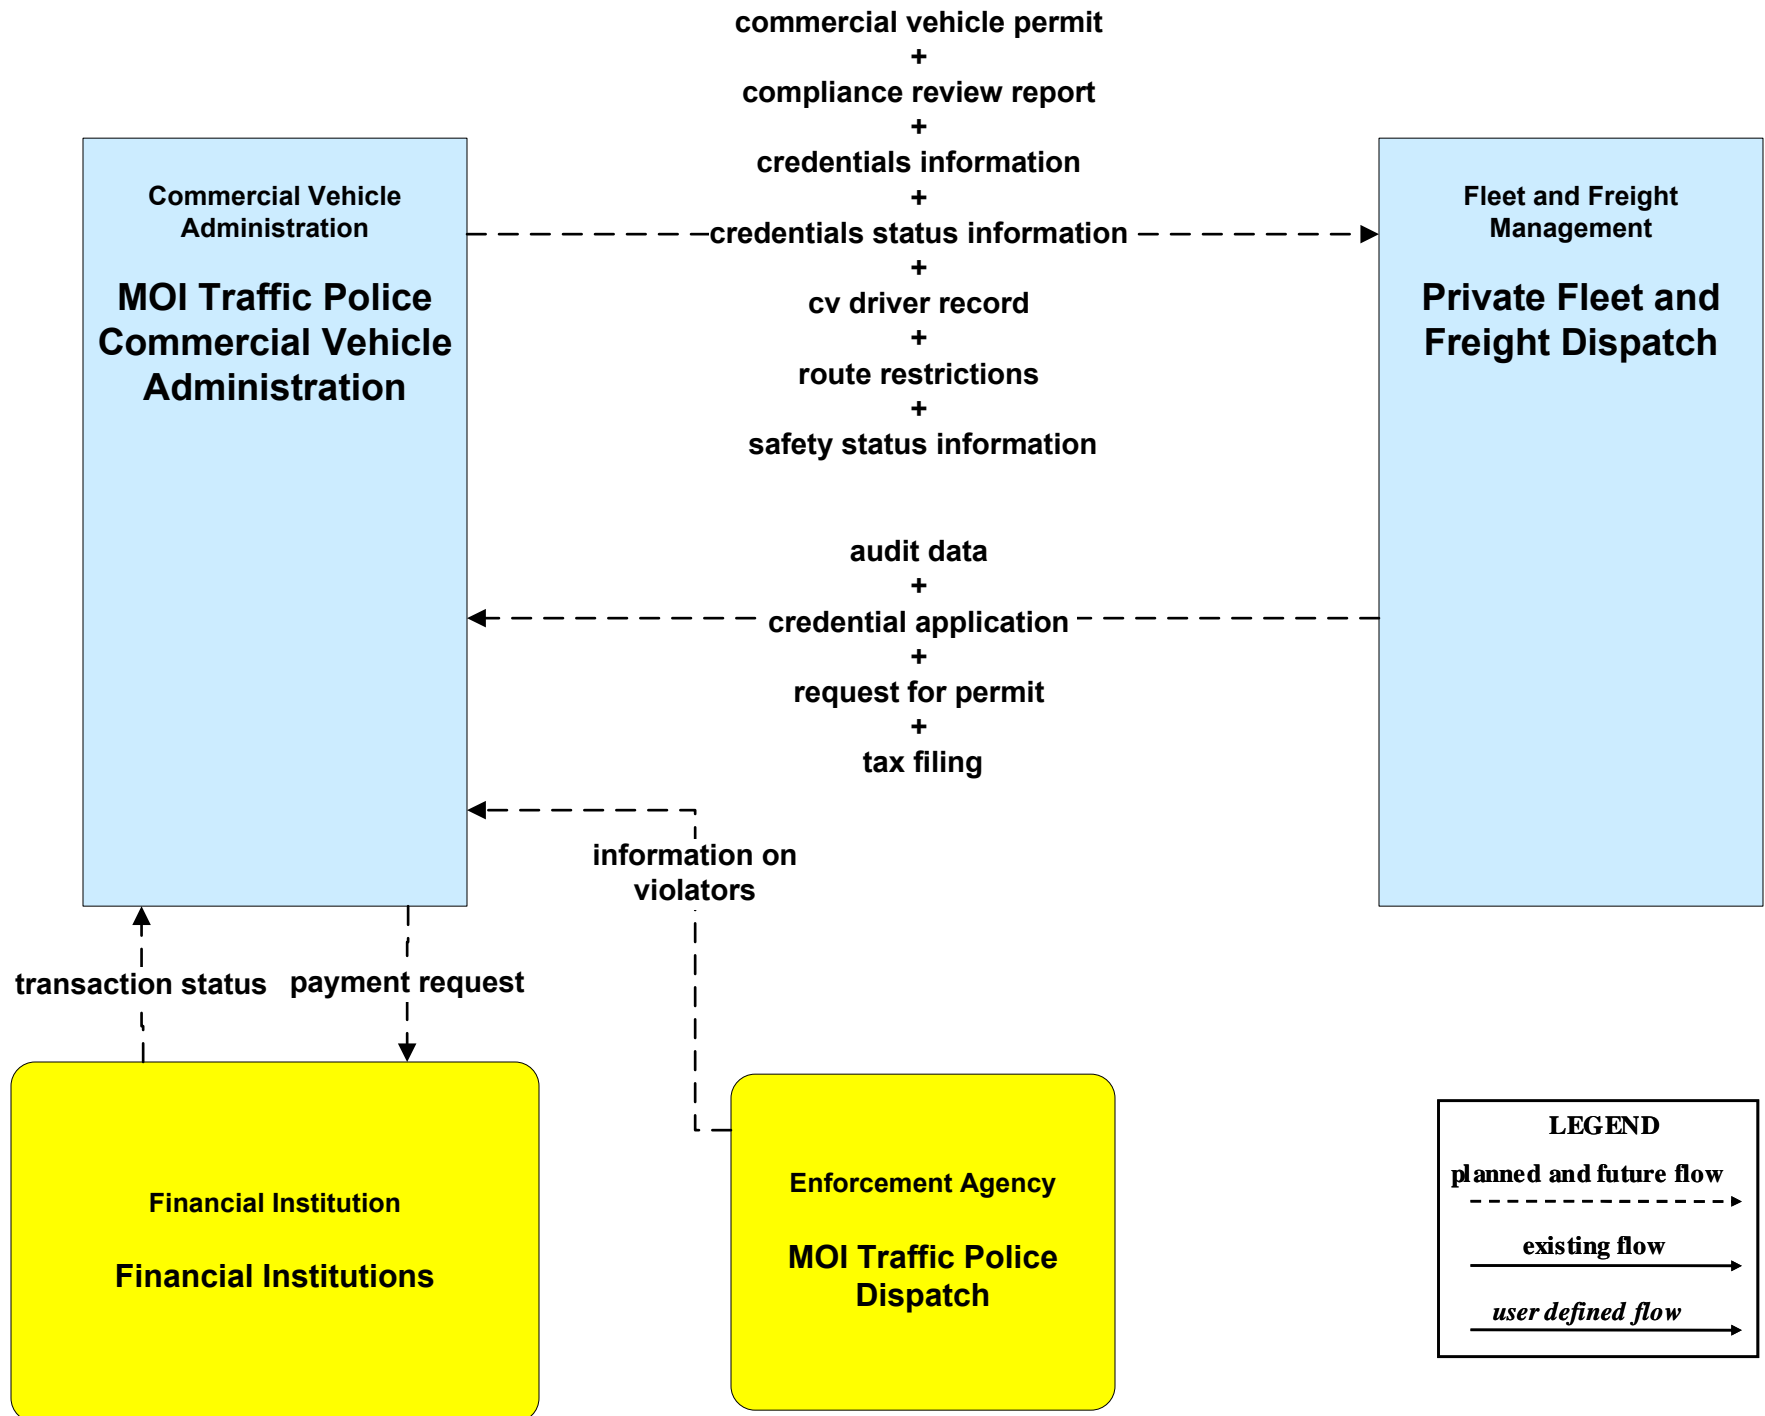 commercial vehicle permit
+
compliance review report
+
credentials information
+
credentials status information
+
cv driver record
+
route restrictions
+
safety status information
Commercial Vehicle
Administration
MOI Traffic Police
Commercial Vehicle
Administration
Fleet and Freight
Management
Private Fleet and
Freight Dispatch
audit data
+
credential application
+
request for permit
+
tax filing
information on
violators
transaction status
payment request
Financial Institution
Financial Institutions
Enforcement Agency
MOI Traffic Police
Dispatch
LEGEND
planned and future flow
existing flow
user defined flow